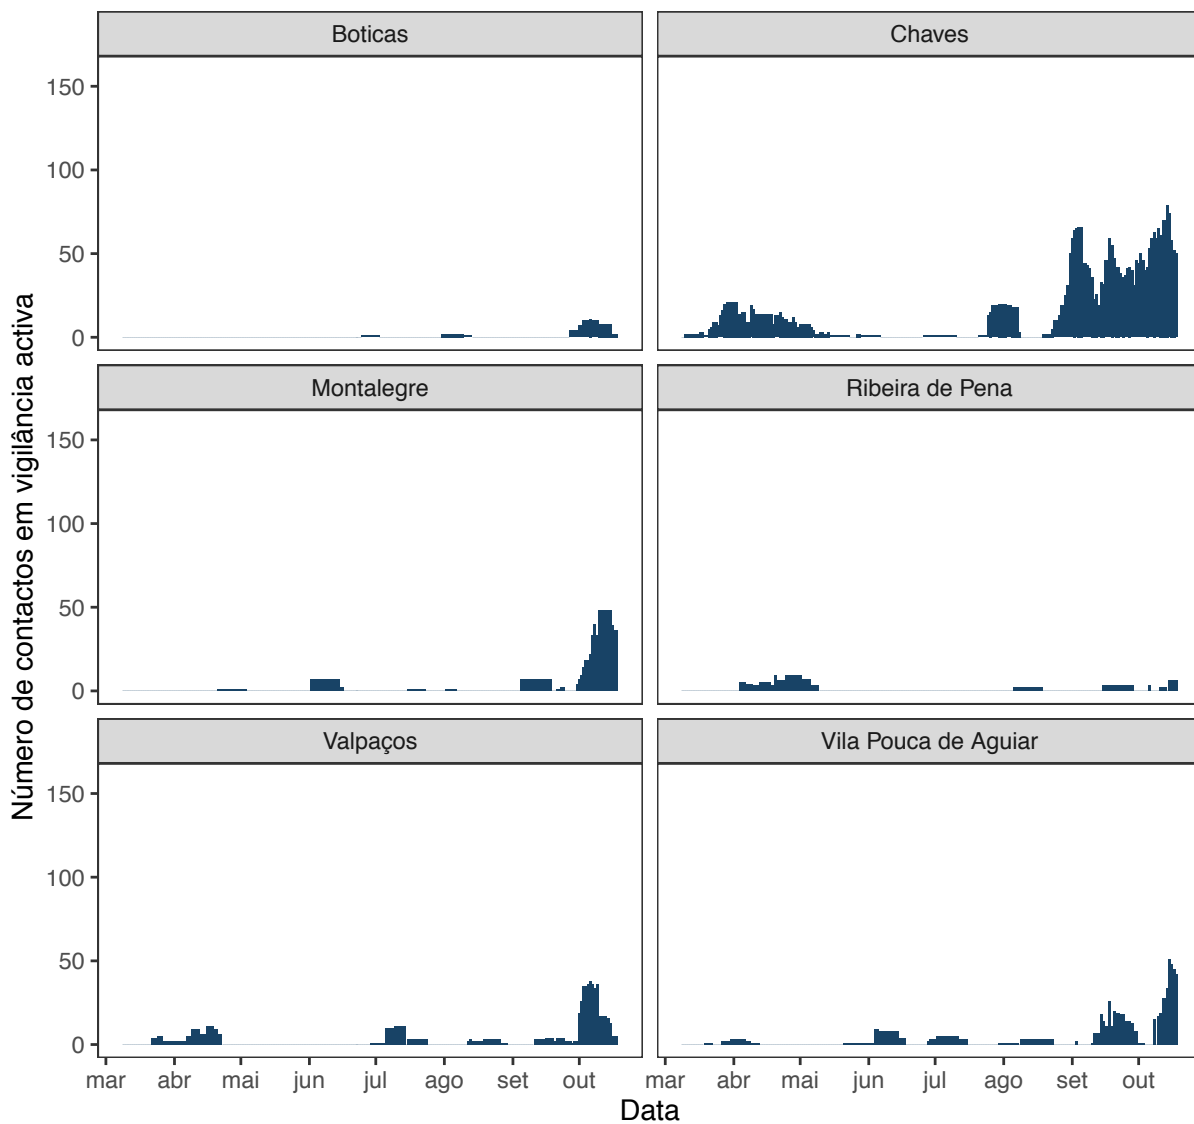 Boticas
Chaves
150
100
50
0
Montalegre
Ribeira de Pena
150
100
50
0
Valpaços
Vila Pouca de Aguiar
150
100
50
0
mar abr mai jun jul ago set out
mar abr mai jun jul ago set out
Data
Número de contactos em vigilância activa